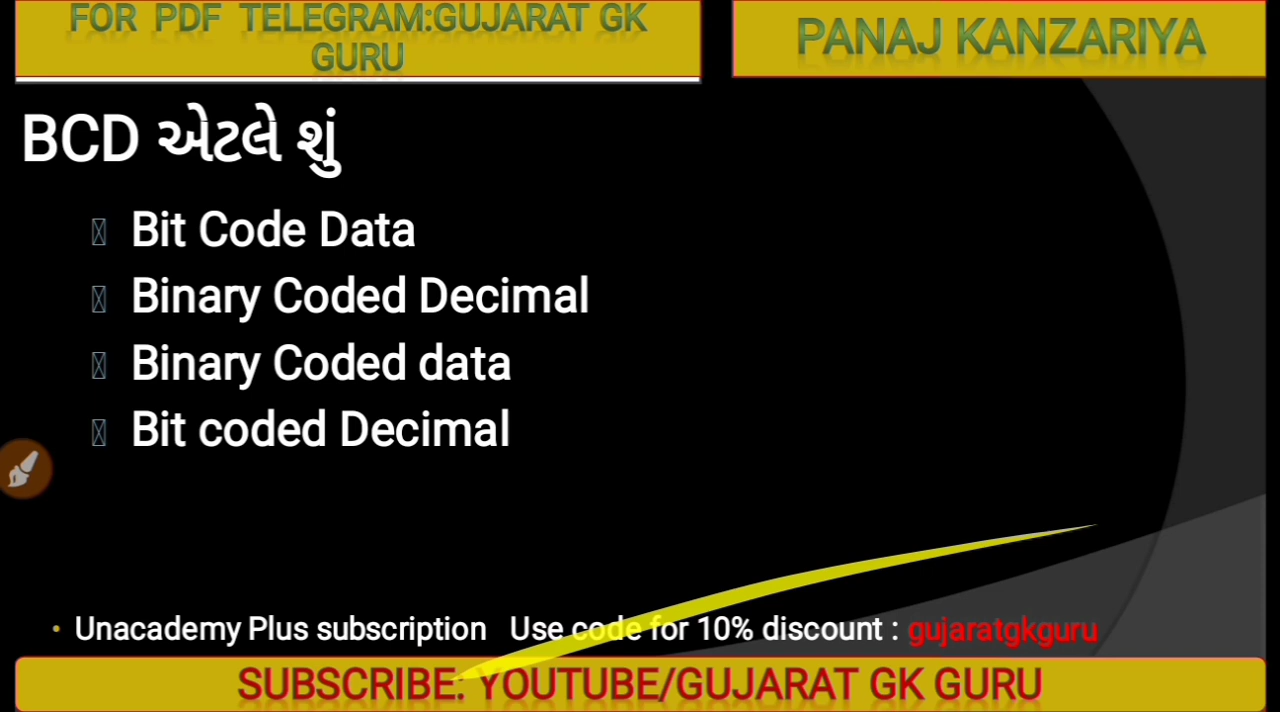 FOR PDF TELEGRAM:GUJARAT GK
GURU
PANAJ KANZARIYA
BCD એટલે શું
Bit Code Data
Binary Coded Decimal
Binary Coded data
Bit coded Decimal
• Unacademy Plus subscription Use code for 10% discount : gujaratgkguru
SUBSCRIBE: YOUTUBE/GUJARAT GK GURU